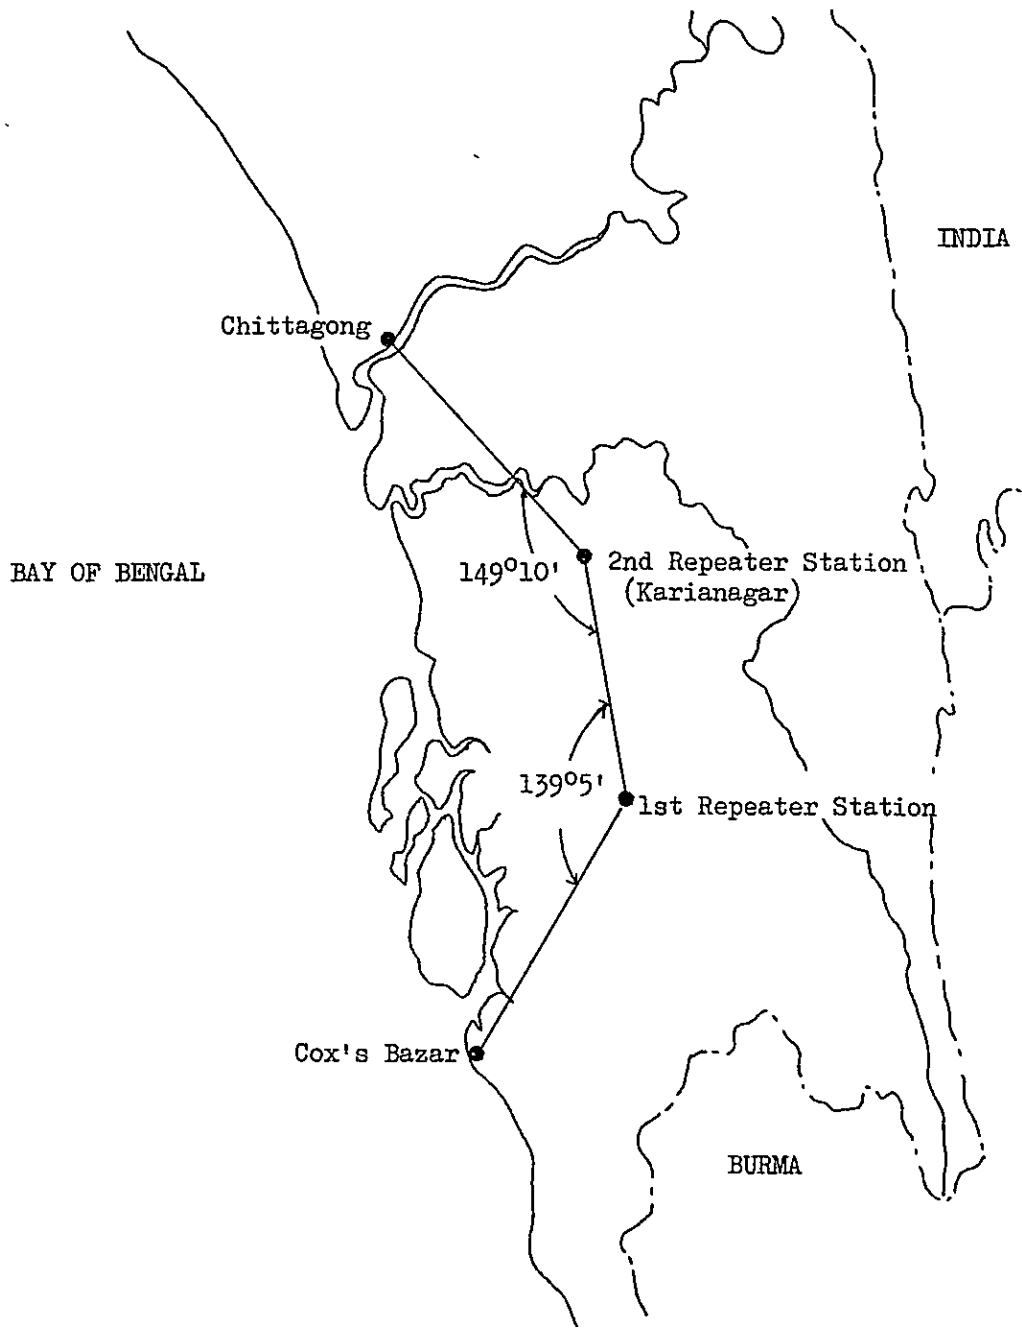 INDIA
Chittagong
BAY OF BENGAL
149°10'
2nd Repeater Station
(Karianagar)
139°5'
1st Repeater Station
Cox's Bazar
BURMA